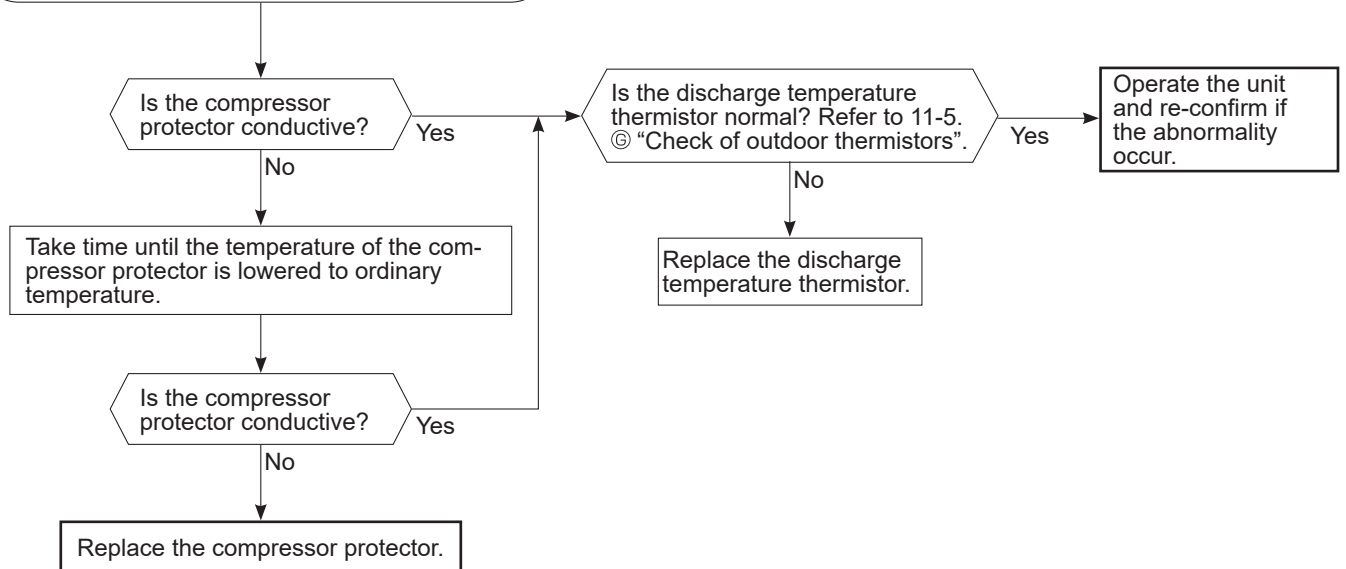 Is the compressor
protector conductive?
Yes
No
Take time until the temperature of the com-
pressor protector is lowered to ordinary
temperature.
Is the compressor
protector conductive?
Yes
No
Replace the compressor protector.
Is the discharge temperature
thermistor normal? Refer to 11-5.
Ⓖ “Check of outdoor thermistors”.
Yes
No
Replace the discharge
temperature thermistor.
Operate the unit
and re-confirm if
the abnormality
occur.